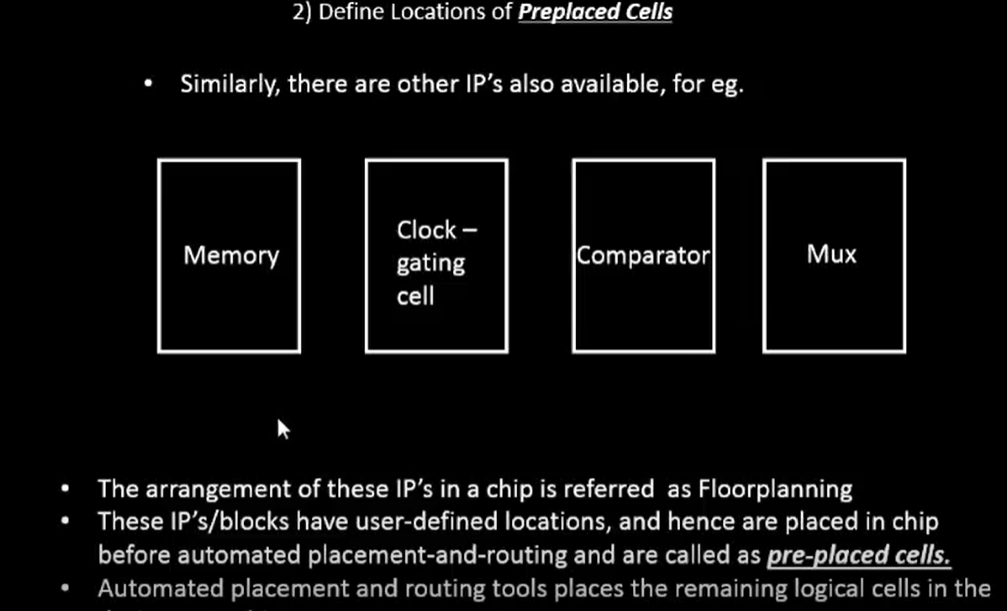 2) Define Locations of Preplaced Cells
• Similarly, there are other IP’s also available, for eg.
Memory
Clock –
gating
cell
Comparator
Mux
• The arrangement of these IP’s in a chip is referred as Floorplanning
• These IP’s/blocks have user-defined locations, and hence are placed in chip
before automated placement-and-routing and are called as pre-placed cells.
• Automated placement and routing tools places the remaining logical cells in the